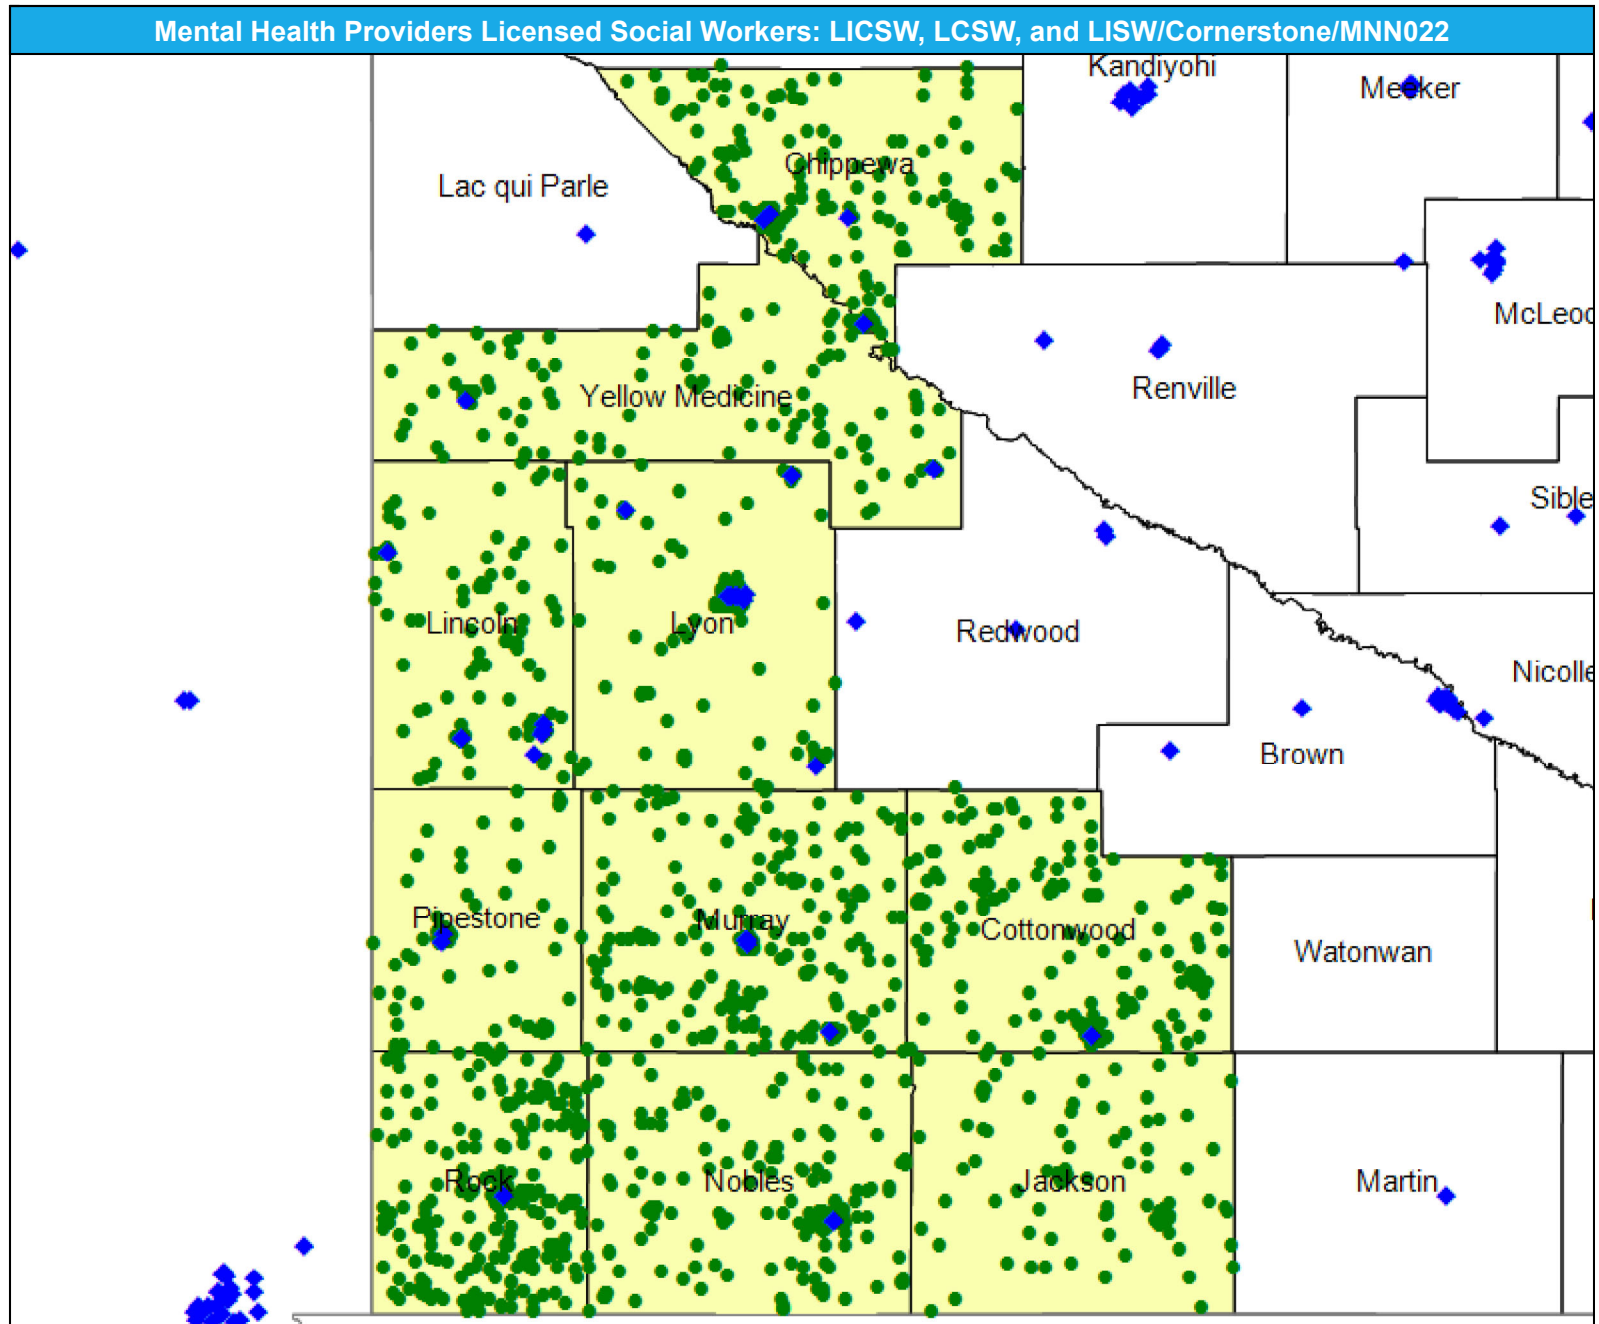 Mental Health Providers Licensed Social Workers: LICSW, LCSW, and LISW/Cornerstone/MNN022
Kandiyohi
Meeker
Chippewa
Lac qui Parle
McLeod
Renville
Yellow Medicine
Sible
Lincoln
Lyon
Redwood
Nicolle
Brown
Pipestone
Murray
Cottonwood
Watonwan
Rock
Nobles
Jackson
Martin